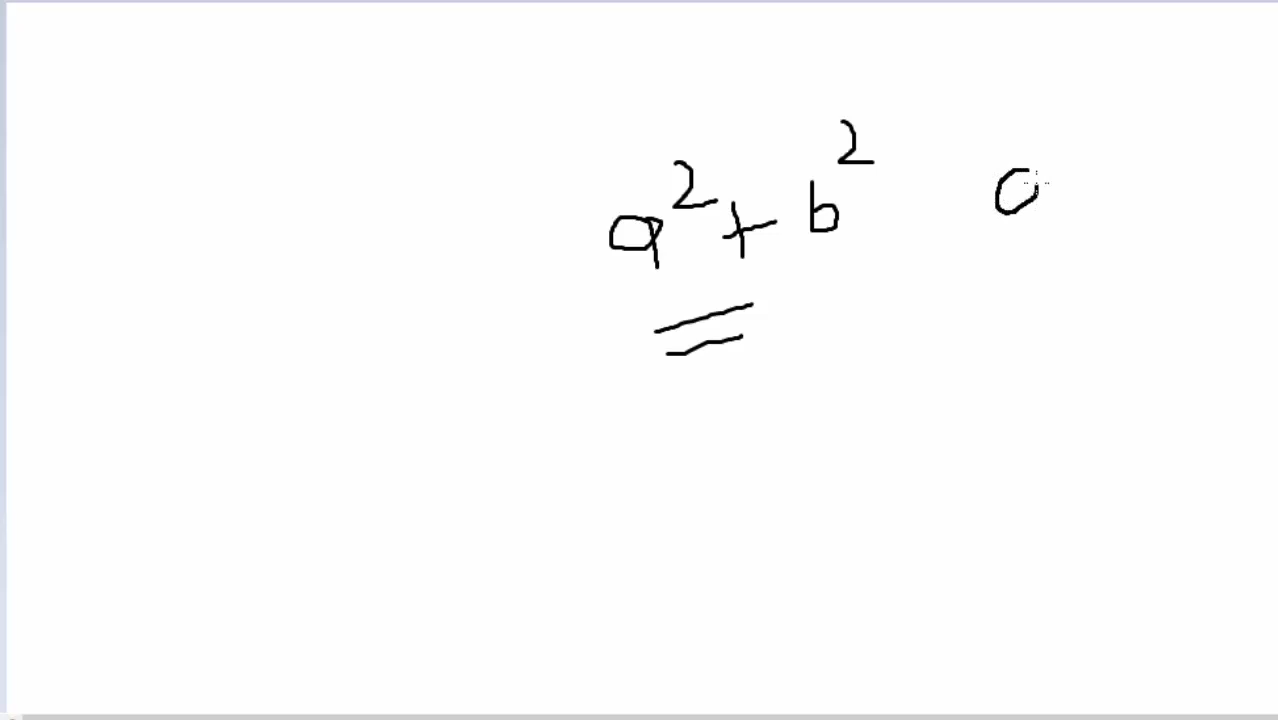 a² + b²